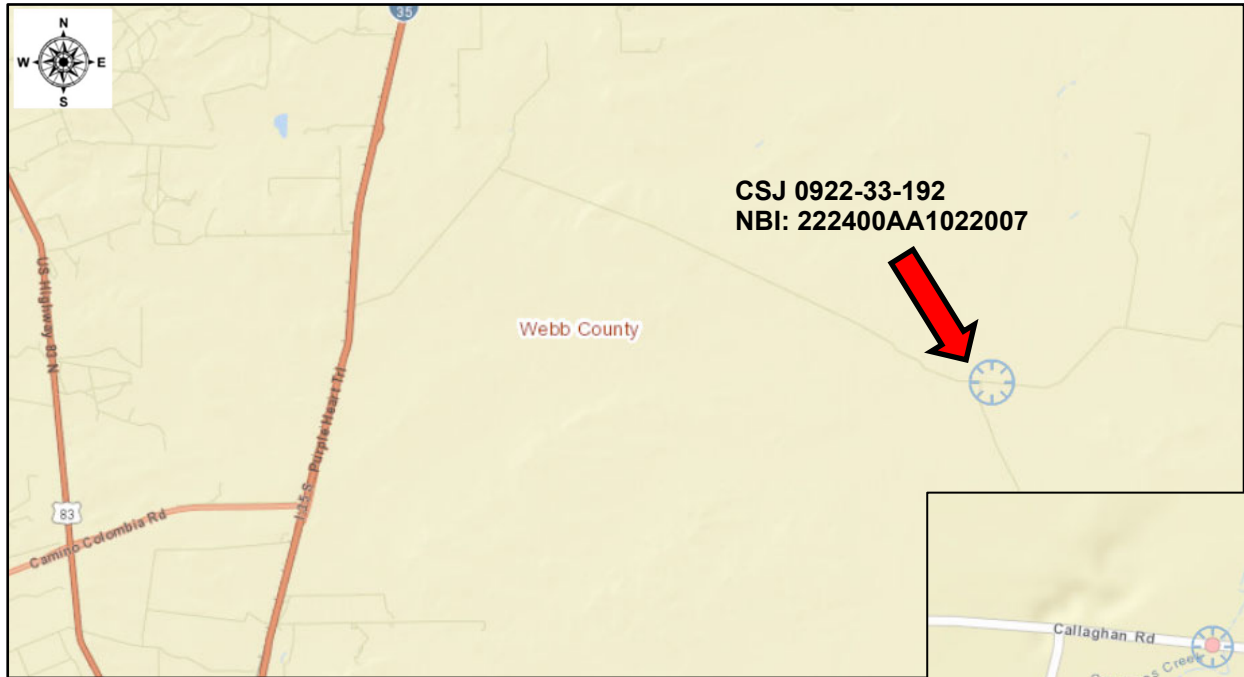 N
W E
S
35
CSJ 0922-33-192
NBI: 222400AA1022007
US Highway 83 N
Webb County
I 35 S Purple Heart Trl
83
Camino Colombia Rd
Callaghan Rd
Creek